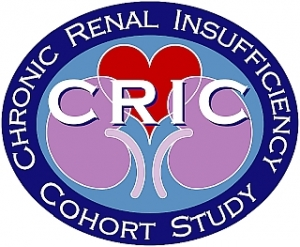 CHRONIC RENAL INSUFFICIENCY
CRIC
COHORT STUDY